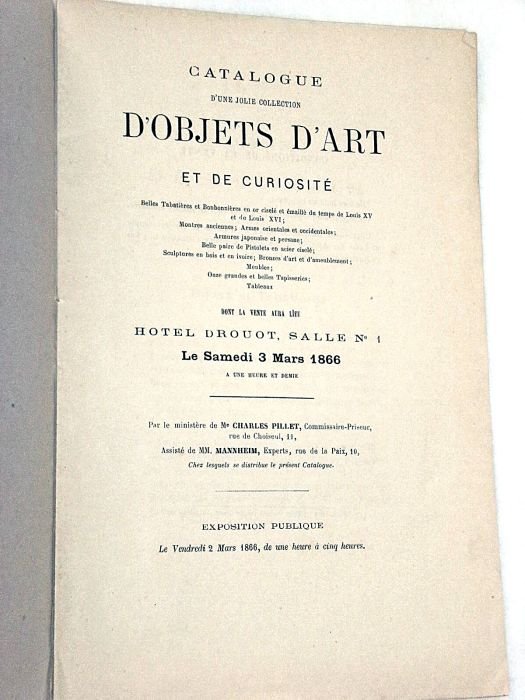 CATALOGUE
D'UNE JOLIE COLLECTION
D'OBJETS D'ART
ET DE CURIOSITÉ
Belles Tabatières et Bonbonnières en or ciselé et émaillé du temps de Louis XV
et de Louis XVI;
Montres anciennes; Armes orientales et occidentales;
Armures japonaise et persane;
Belle paire de Pistolets en acier ciselé;
Sculptures en bois et en ivoire; Bronzes d'art et d'ameublement;
Meubles;
Onze grandes et belles Tapisseries;
Tableaux
DONT LA VENTE AURA LIEU
HOTEL DROUOT, SALLE No 1
Le Samedi 3 Mars 1866
A UNE HEURE ET DEMIE
Par le ministère de Me CHARLES PILLET, Commissaire-Priseur,
rue de Choiseul, 11,
Assisté de MM. MANNHEIM, Experts, rue de la Paix, 10,
Chez lesquels se distribue le présent Catalogue.
EXPOSITION PUBLIQUE
Le Vendredi 2 Mars 1866, de une heure à cinq heures.